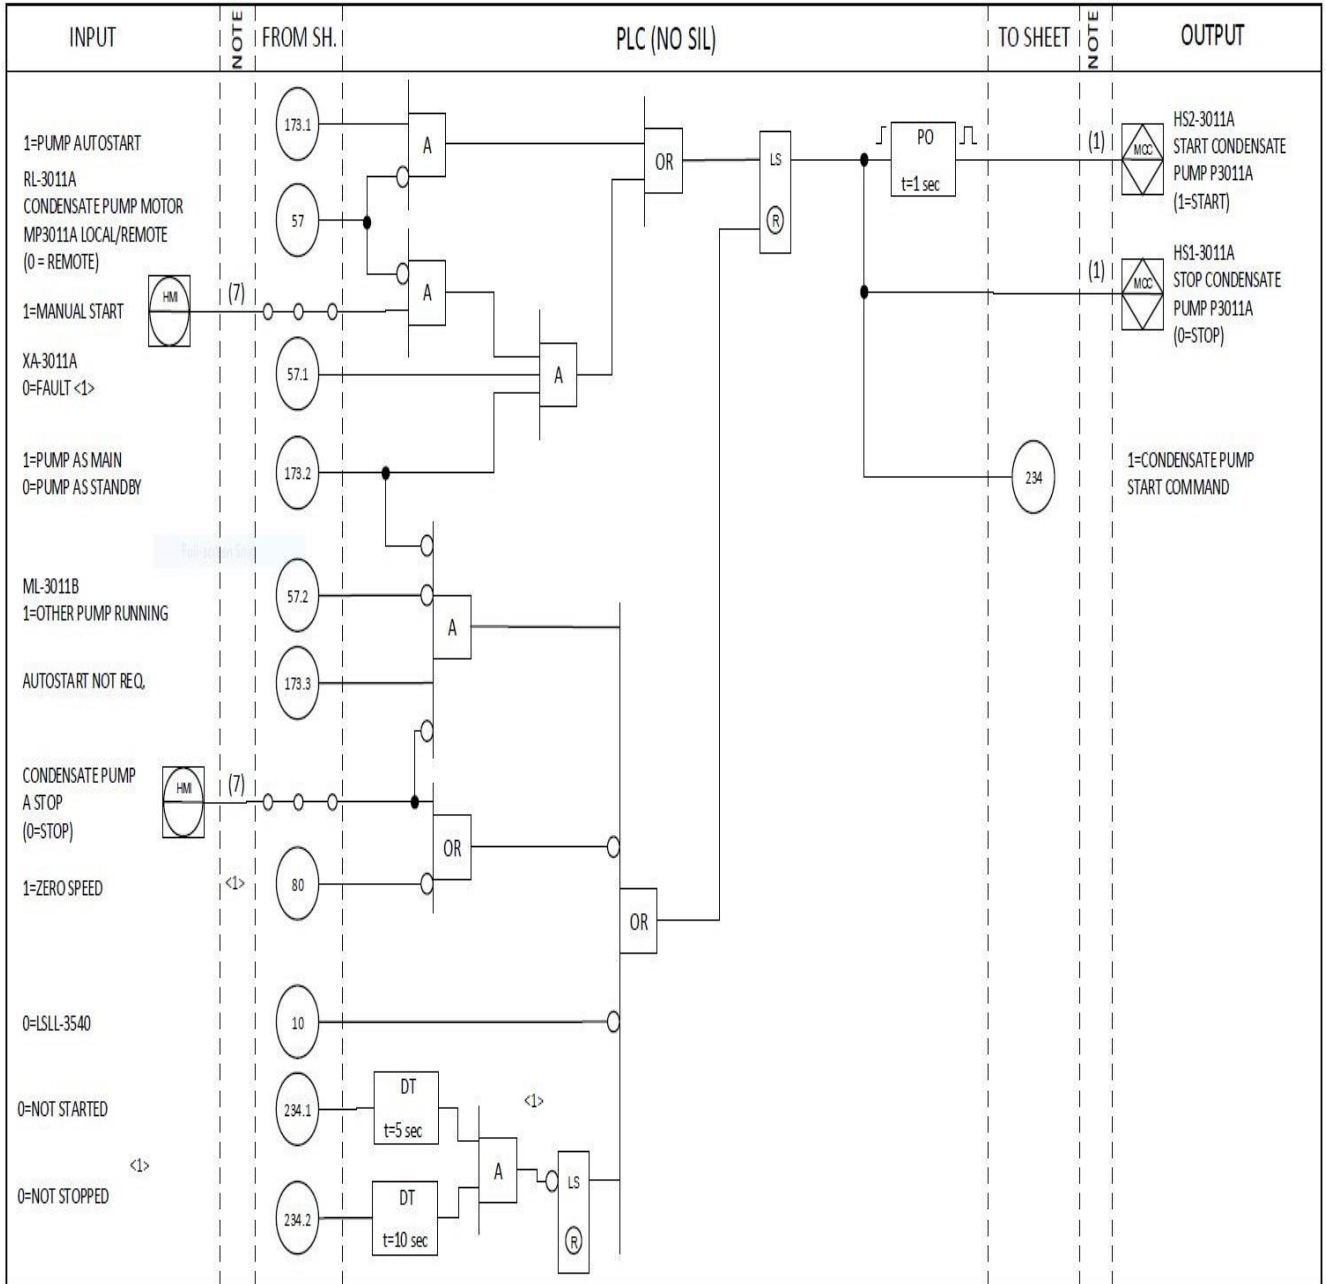 INPUT
NOTE
FROM SH.
PLC (NO SIL)
TO SHEET
NOTE
OUTPUT
1=PUMP AUTOSTART
173.1
A
RL-3011A
CONDENSATE PUMP MOTOR
MP3011A LOCAL/REMOTE
(0 = REMOTE)
57
A
HMI
(7)
1=MANUAL START
XA-3011A
0=FAULT <1>
57.1
A
OR
LS
R
PO
t=1 sec
(1)
MCC
HS2-3011A
START CONDENSATE
PUMP P3011A
(1=START)
(1)
MCC
HS1-3011A
STOP CONDENSATE
PUMP P3011A
(0=STOP)
1=PUMP AS MAIN
0=PUMP AS STANDBY
173.2
234
1=CONDENSATE PUMP
START COMMAND
ML-3011B
1=OTHER PUMP RUNNING
57.2
A
AUTOSTART NOT REQ,
173.3
CONDENSATE PUMP
A STOP
(0=STOP)
HMI
(7)
OR
1=ZERO SPEED
<1>
80
OR
0=LSLL-3540
10
0=NOT STARTED
234.1
DT
t=5 sec
<1>
A
LS
R
<1>
0=NOT STOPPED
234.2
DT
t=10 sec